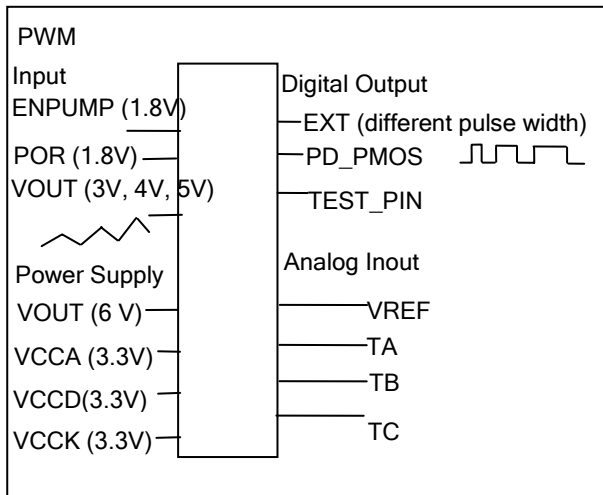 PWM
Input
ENPUMP (1.8V)
POR (1.8V)
VOUT (3V, 4V, 5V)
Power Supply
VOUT (6 V)
VCCA (3.3V)
VCCD(3.3V)
VCCK (3.3V)
Digital Output
EXT (different pulse width)
PD_PMOS
TEST_PIN
Analog Inout
VREF
TA
TB
TC